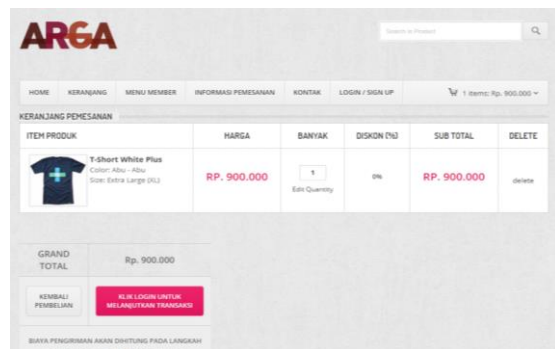 ARGA
Search in Product
HOME KERANJANG MENU MEMBER INFORMASI PEMESANAN KONTAK LOGIN / SIGN UP 1 items: Rp. 900.000
KERANJANG PEMESANAN
ITEM PRODUK HARGA BANYAK DISKON (%) SUB TOTAL DELETE
T-Short White Plus
Color: Abu - Abu
Size: Extra Large (XL)
RP. 900.000 1 0% RP. 900.000 delete
Edit Quantity
GRAND TOTAL Rp. 900.000
KEMBALI PEMBELIAN
KLIK LOGIN UNTUK
MELANJUTKAN TRANSAKSI
BIAYA PENGIRIMAN AKAN DIHITUNG PADA LANGKAH